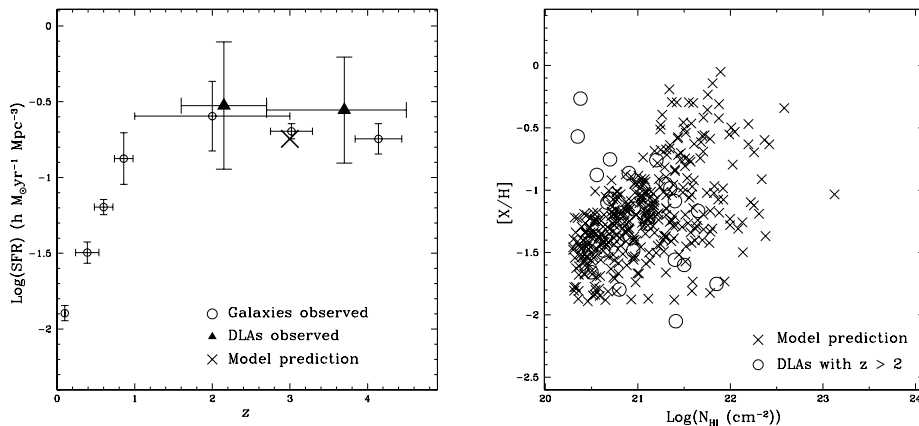 Log(SFR) (h M⊙yr⁻¹ Mpc⁻³)
0
-0.5
-1
-1.5
-2
○ Galaxies observed
▲ DLAs observed
× Model prediction
0 1 2 3 4
z
[X/H]
0
-0.5
-1
-1.5
-2
-2.5
× Model prediction
○ DLAs with z > 2
20 21 22 23 24
Log(N_HI (cm⁻²))